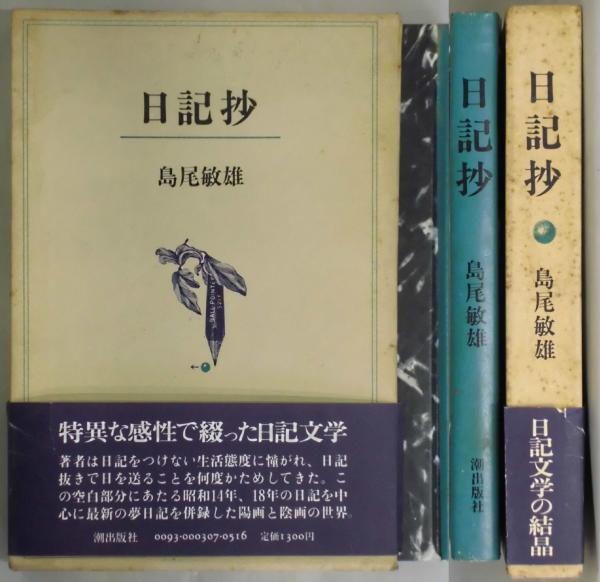 日記抄
島尾敏雄
BALL POINT
特異な感性で綴った日記文学
著者は日記をつけない生活態度に憧がれ、日記
抜きで日を送ることを何度かためしてきた。こ
の空白部分にあたる昭和14年、18年の日記を中
心に最新の夢日記を併録した陽画と陰画の世界。
潮出版社 0093-000307-0516 定価1300円
日記抄
島尾敏雄
潮出版社
日記抄
島尾敏雄
日記文学の結晶